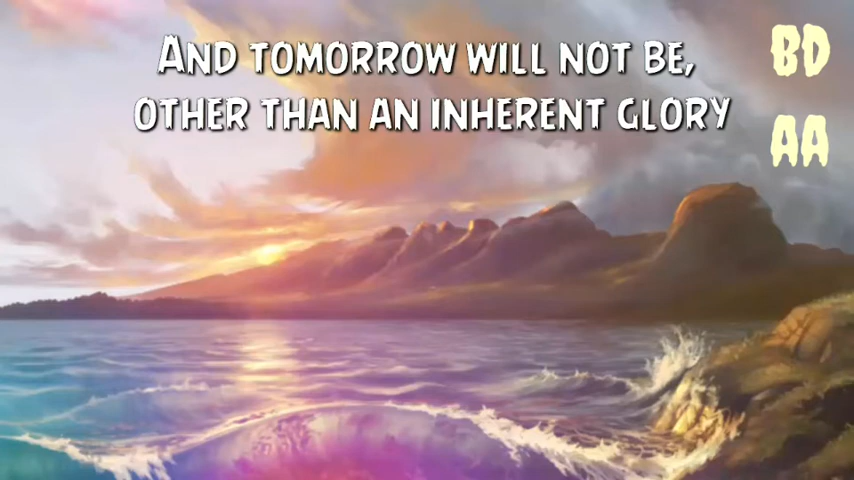 And tomorrow will not be,
other than an inherent glory
BD
AA